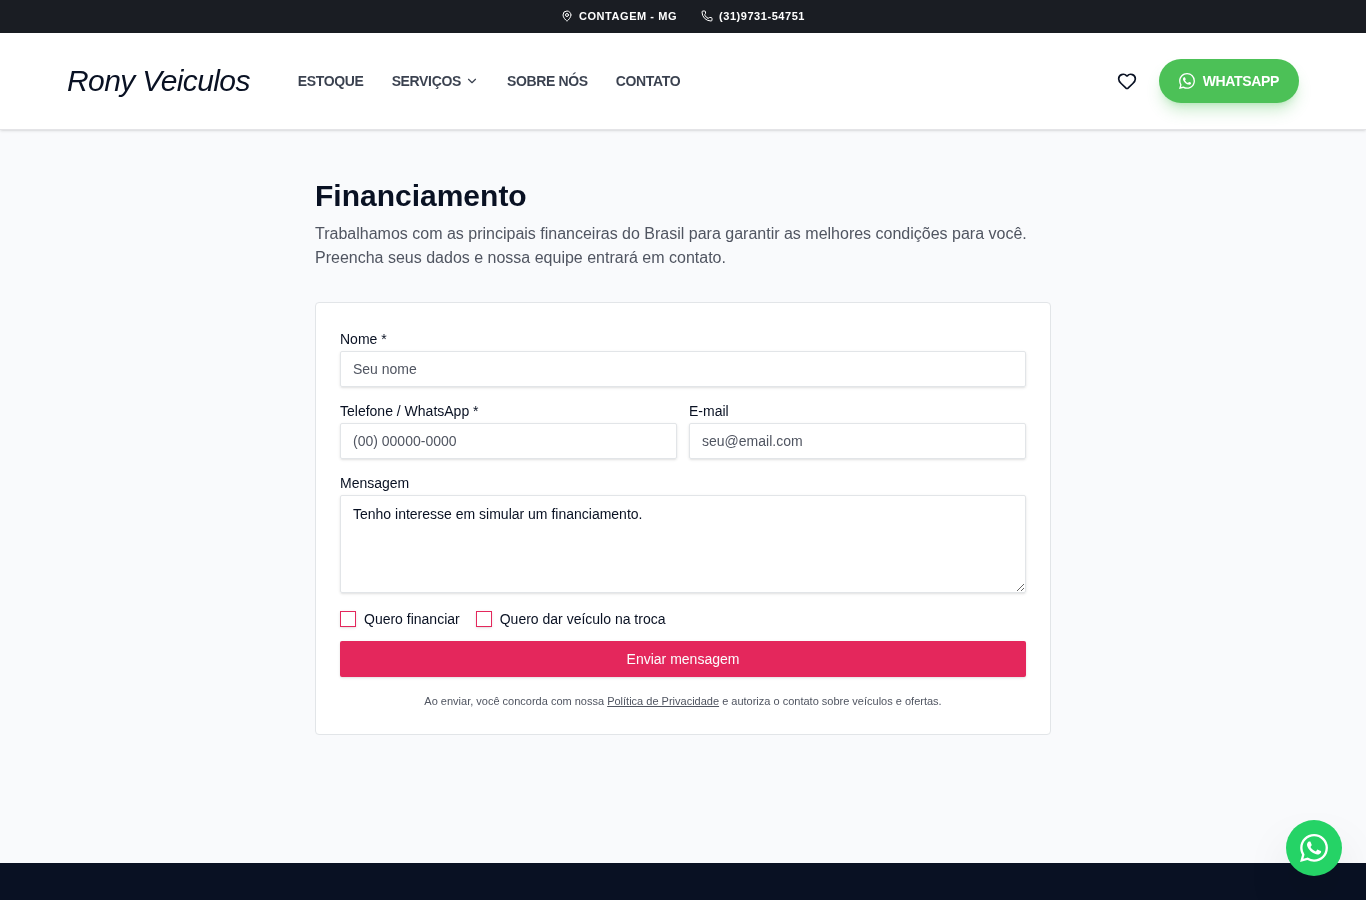 CONTAGEM - MG (31)9731-54751
Rony Veiculos ESTOQUE SERVIÇOS SOBRE NÓS CONTATO WHATSAPP
Financiamento
Trabalhamos com as principais financeiras do Brasil para garantir as melhores condições para você.
Preencha seus dados e nossa equipe entrará em contato.
Nome *
Seu nome
Telefone / WhatsApp * E-mail
(00) 00000-0000 seu@email.com
Mensagem
Tenho interesse em simular um financiamento.
Quero financiar Quero dar veículo na troca
Enviar mensagem
Ao enviar, você concorda com nossa Política de Privacidade e autoriza o contato sobre veículos e ofertas.